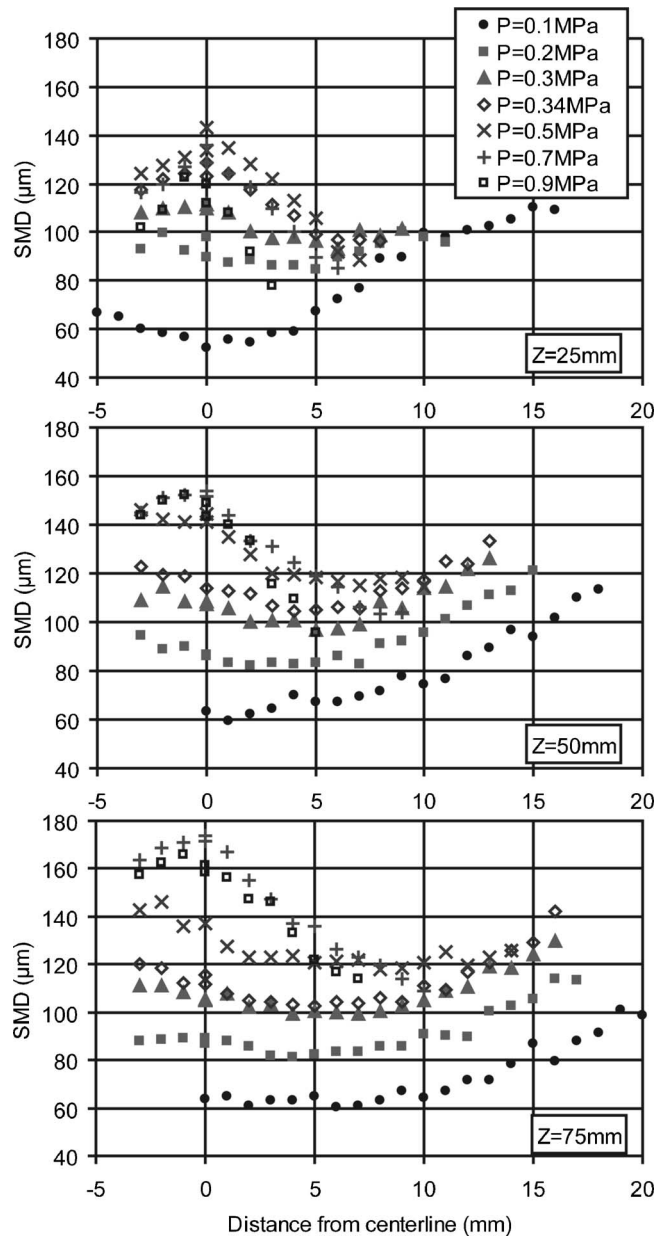 180
160
140
120
100
80
60
40
SMD (µm)
-5 0 5 10 15 20
P=0.1MPa
P=0.2MPa
P=0.3MPa
P=0.34MPa
P=0.5MPa
P=0.7MPa
P=0.9MPa
Z=25mm
180
160
140
120
100
80
60
40
SMD (µm)
-5 0 5 10 15 20
Z=50mm
180
160
140
120
100
80
60
40
SMD (µm)
-5 0 5 10 15 20
Z=75mm
Distance from centerline (mm)